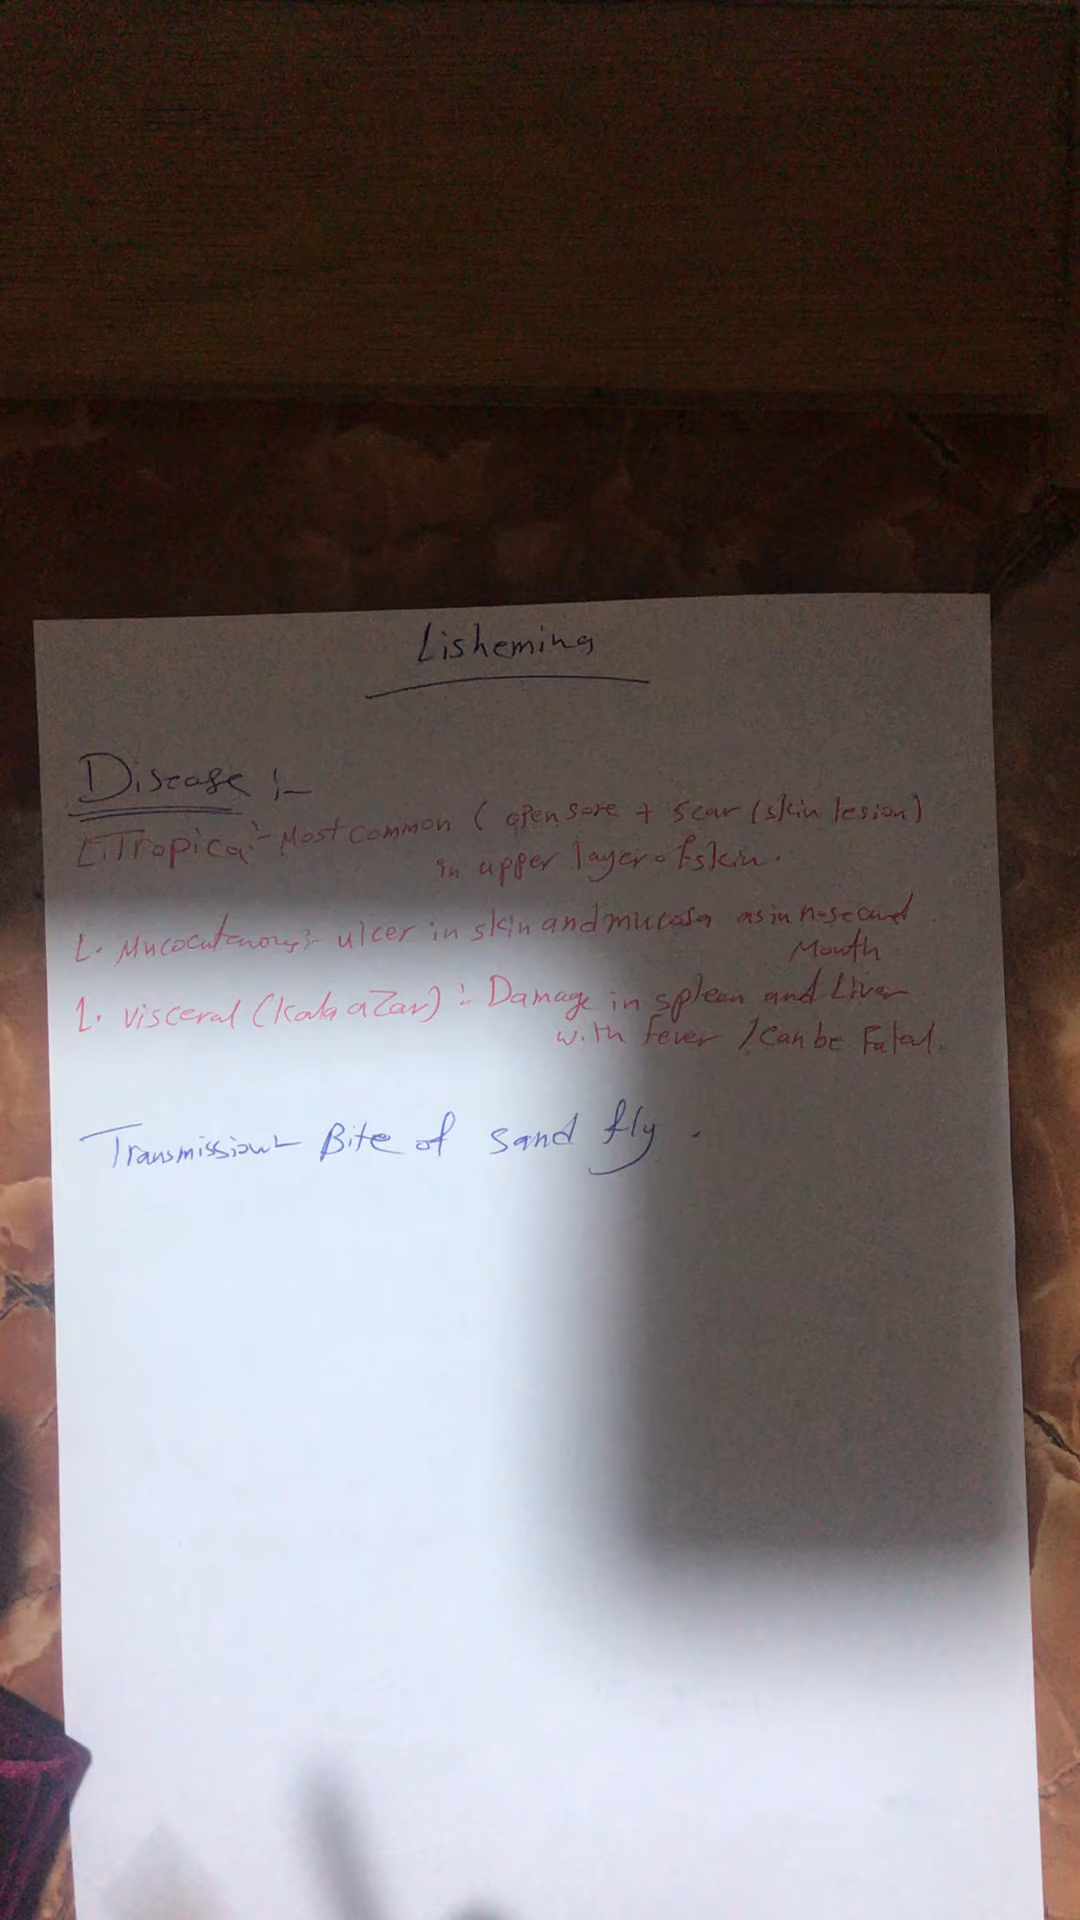 Lisheming
Disease :-
L.Tropica:- Most common ( open sore + scar (skin lesion)
in upper layer of skin.
L. Mucocutanous:- ulcer in skin and mucosa as in and
Mouth
L. visceral (kala aZar) :- Damage in spleen and Liver
with fever / can be Fatal.
Transmission:- Bite of sand fly .